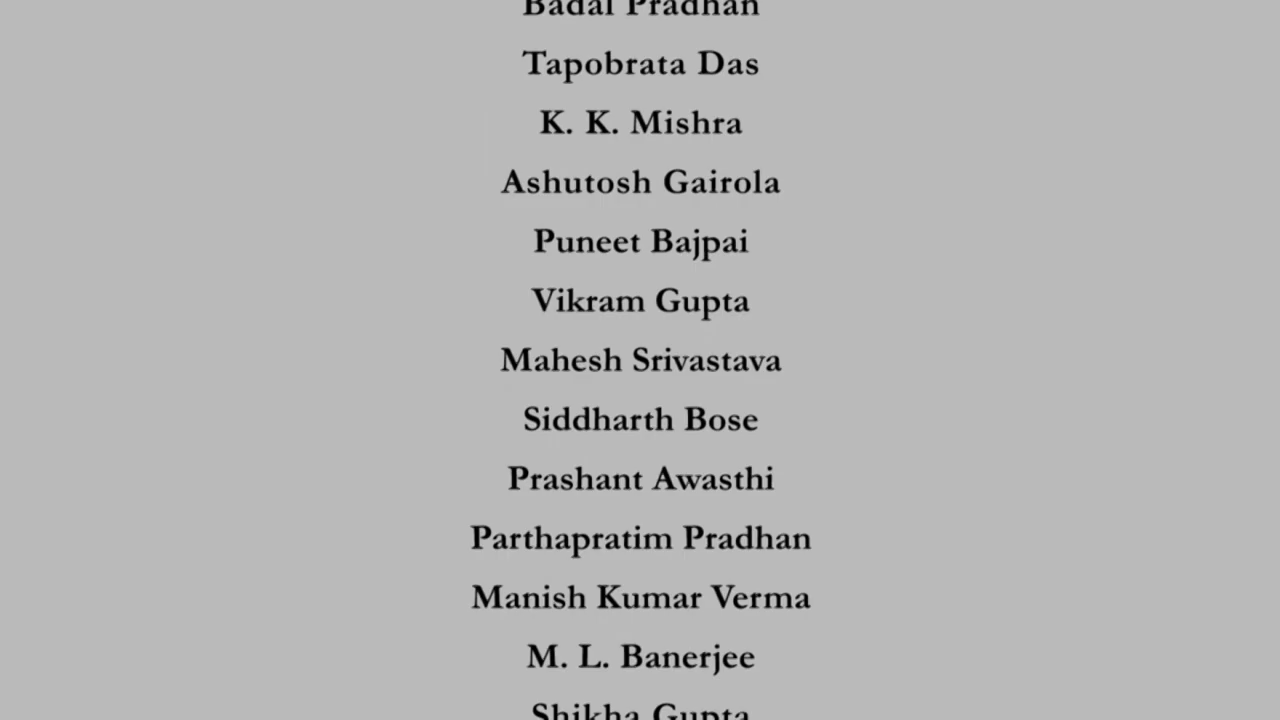 Badal Pradhan
Tapobrata Das
K. K. Mishra
Ashutosh Gairola
Puneet Bajpai
Vikram Gupta
Mahesh Srivastava
Siddharth Bose
Prashant Awasthi
Parthapratim Pradhan
Manish Kumar Verma
M. L. Banerjee
Shikha Gupta